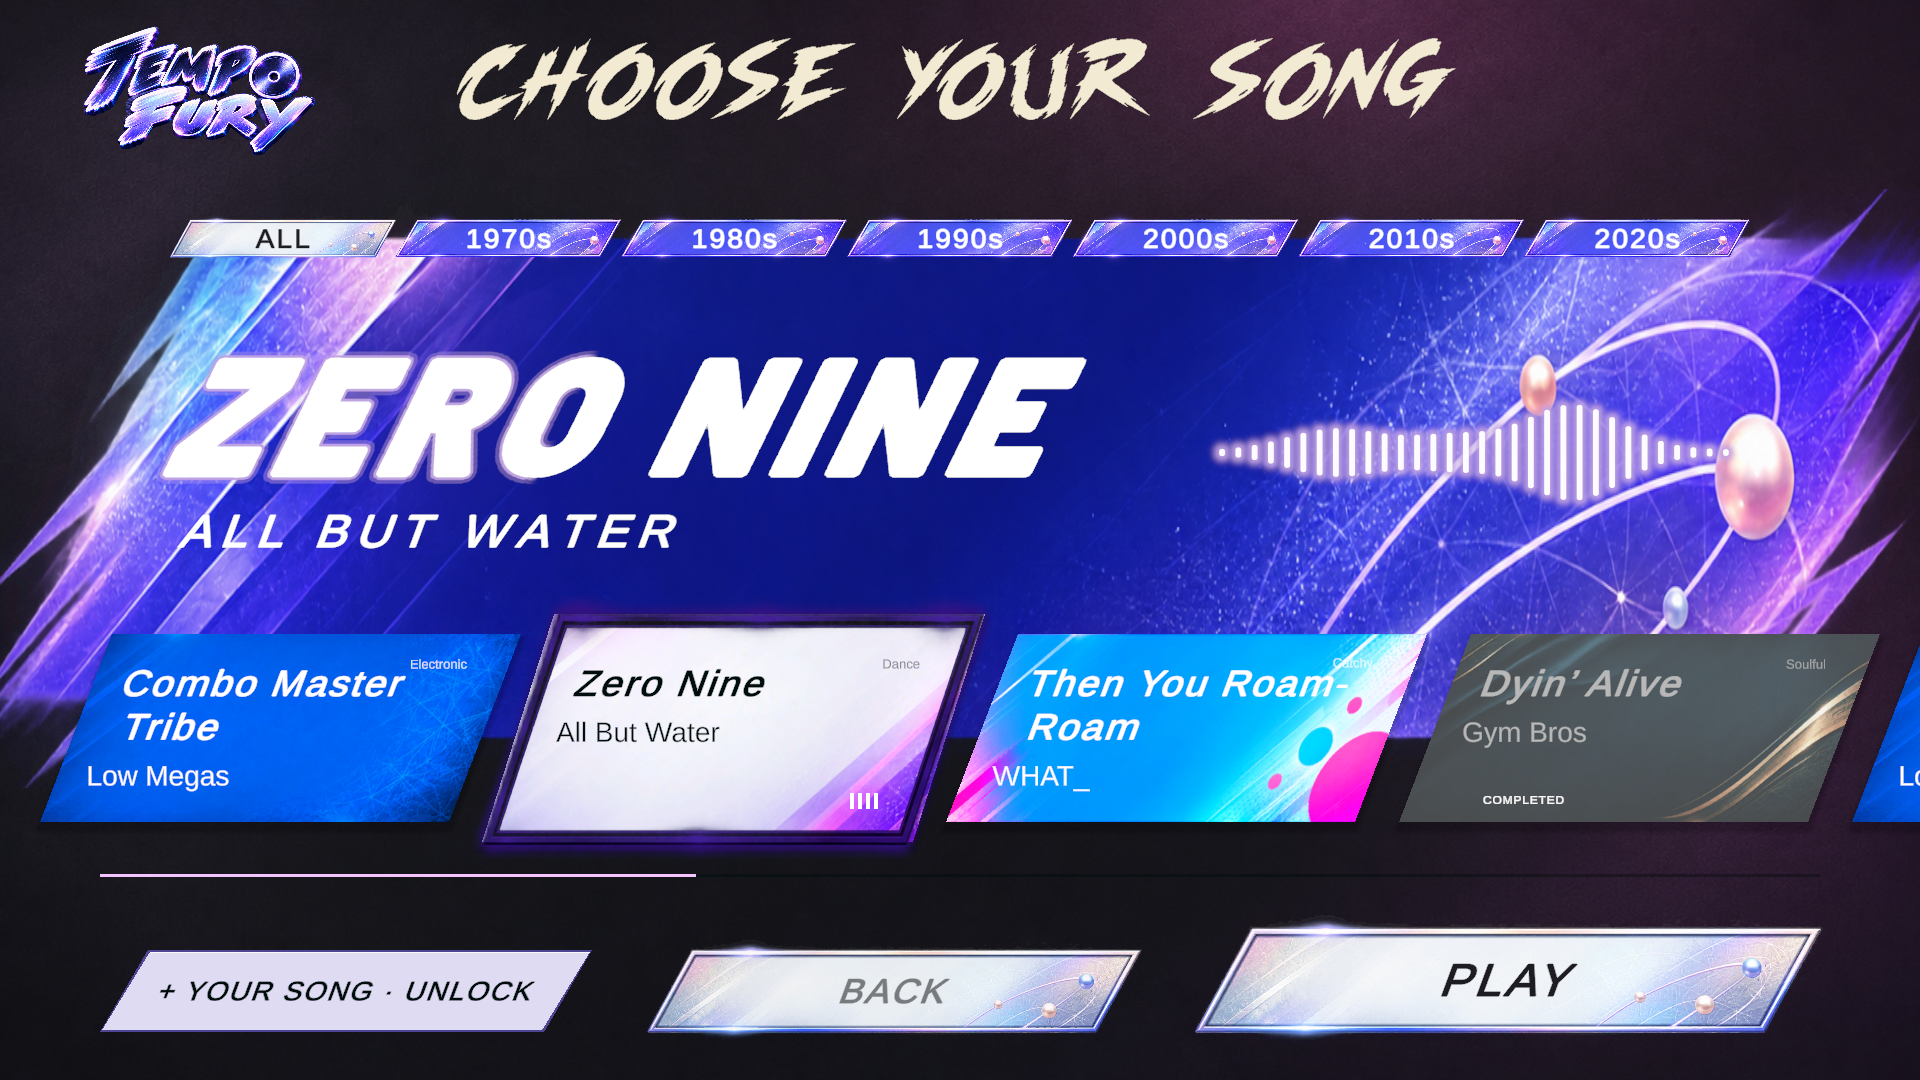 TEMPO
FURY
CHOOSE YOUR SONG
ALL
1970s
1980s
1990s
2000s
2010s
2020s
ZERO NINE
ALL BUT WATER
Combo Master
Tribe
Electronic
Low Megas
Zero Nine
Dance
All But Water
Then You Roam-
Roam
Catchy
WHAT_
Dyin’ Alive
Soulful
Gym Bros
COMPLETED
Lo
+ YOUR SONG · UNLOCK
BACK
PLAY